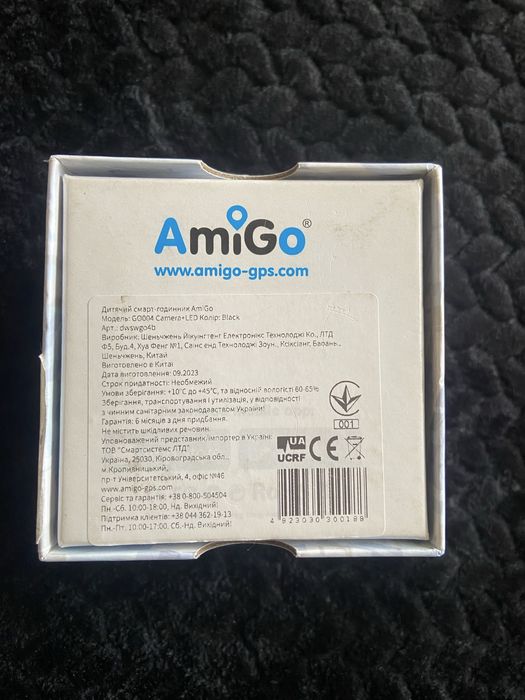 AmiGo®
www.amigo-gps.com
Дитячий смарт-годинник AmiGo
Модель: GO004 Camera+LED Колір: Black
Арт.: dwswgo4b
Виробник: Шеньчжень Йікуінгтенг Електронікс Технолоджі Ко., ЛТД
Ф5, Буд.4, Хуа Фенг №1, Саінс енд Технолоджі Зоун., Коксіанг, Баоань.,
Шеньчжень, Китай
Виготовлено в Китаї
Дата виготовлення: 09.2023
Строк придатності: Необмежий
Умови зберігання: +10°C до +45°C, та відносній вологості 60-65%
Зберігання, транспортування і утилізація, у відповідності
з чинним санітарном законодавством України
Гарантія: 6 місяців з дня придбання.
Не містить шкідливих речовин.
Уповноважений представник/імпортер в Україні:
ТОВ "Смартсистемс ЛТД"
Україна, 25030, Кіровоградська обл.,
м.Кропивницький,
пр-т Університетський, 4, офіс №46
www.amigo-gps.com
Сервіс та гарантія: +38 0-800-504504
Пн.-Сб. 10:00-18:00, Нд. Вихідний!
Підтримка клієнтів: +38 044 362-19-13
Пн.-Пт. 10:00-17:00. Сб.-Нд. Вихідний!
001
UA
UCRF
CE
4 823030 300188